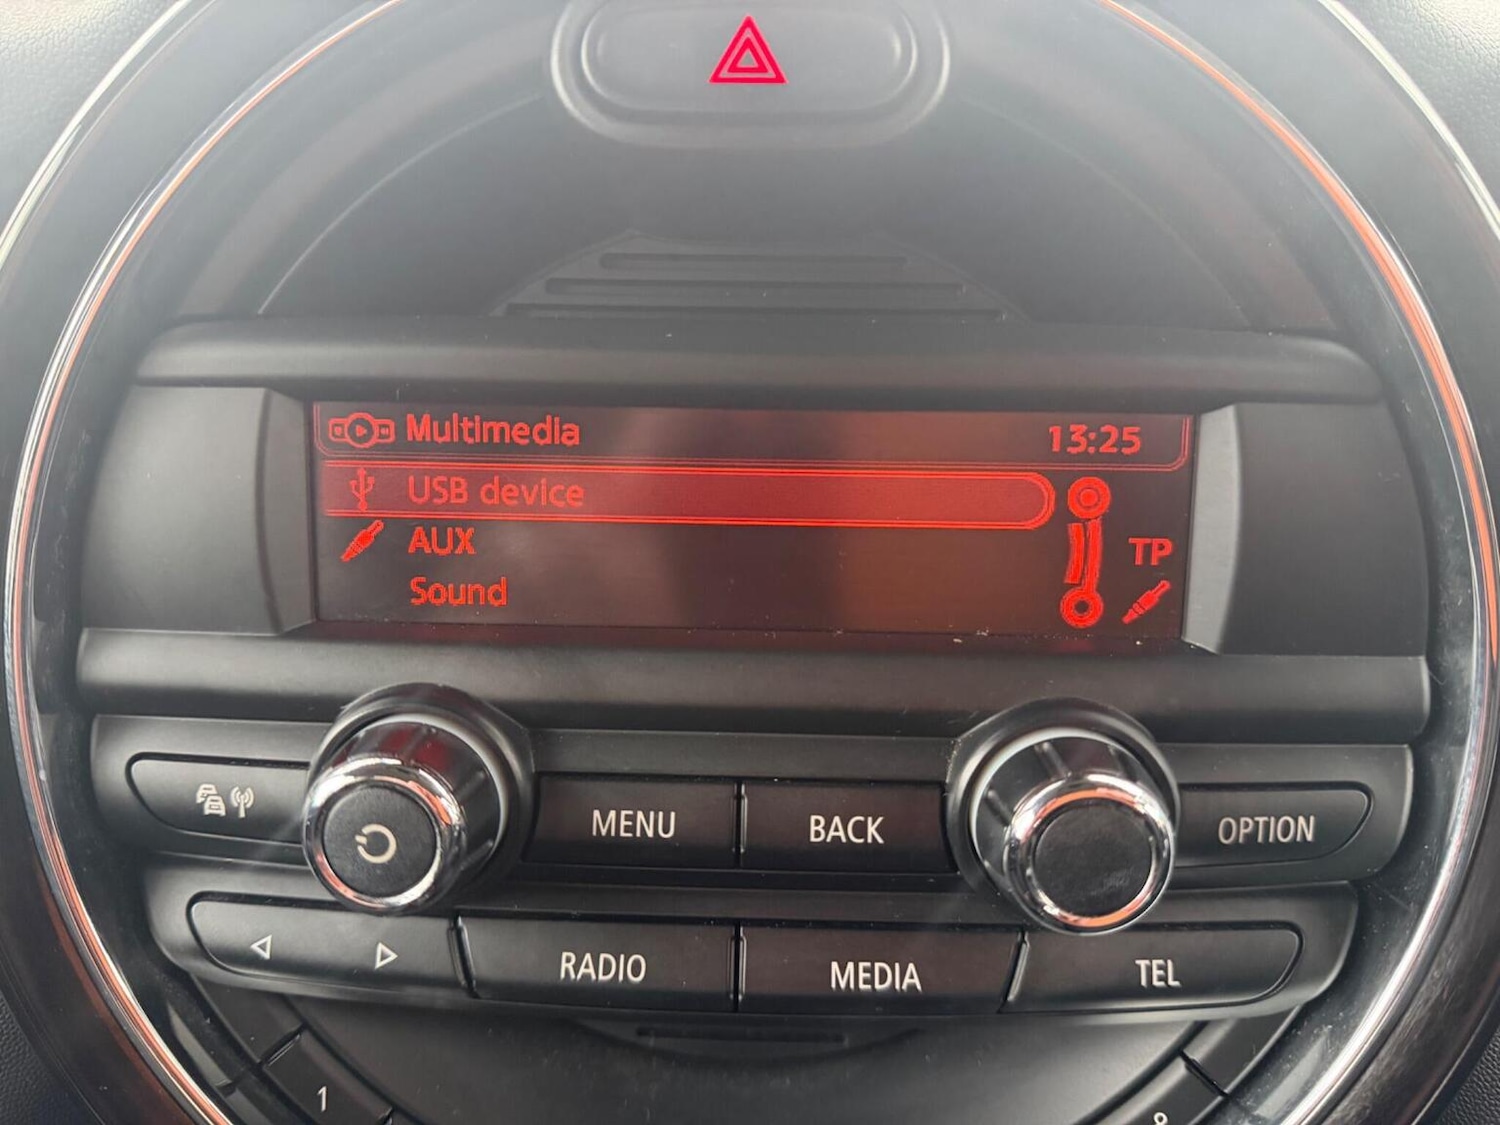 Multimedia 13:25
USB device
AUX TP
Sound
MENU BACK OPTION
RADIO MEDIA TEL
1